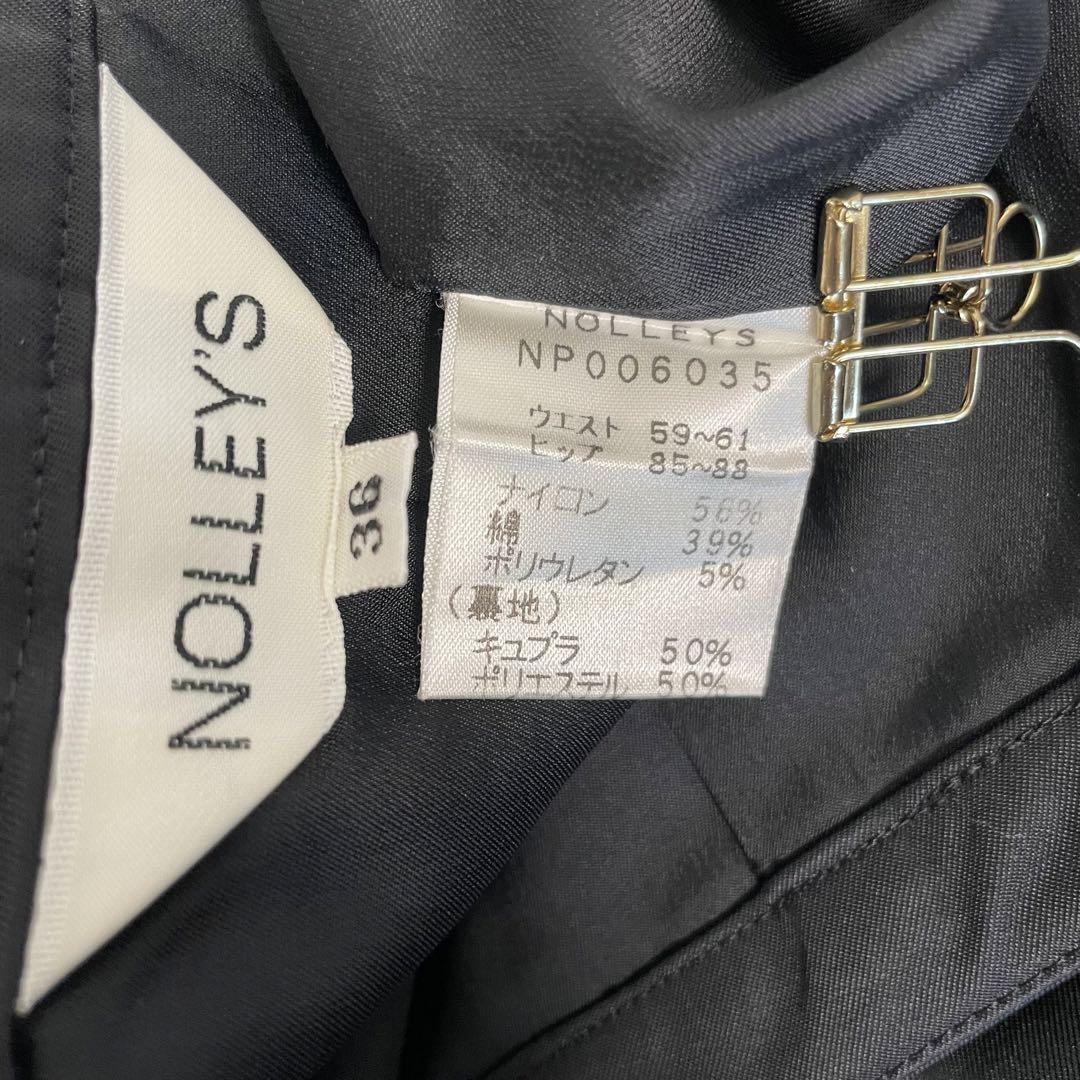 NOLLEY'S
36
NOLLEYS
NP006035
ウエスト 59~61
ヒップ 85~88
ナイロン 56%
綿 39%
ポリウレタン 5%
(裏地)
キュプラ 50%
ポリエステル 50%